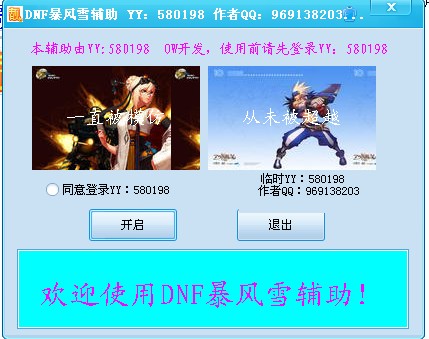 DNF暴风雪辅助 YY：580198 作者QQ：969138203
本辅助由YY:580198 OW开发，使用前请先登录YY：580198
一直被模仿
从未被超越
同意登录YY：580198
临时YY：580198
作者QQ：969138203
开启
退出
欢迎使用DNF暴风雪辅助！